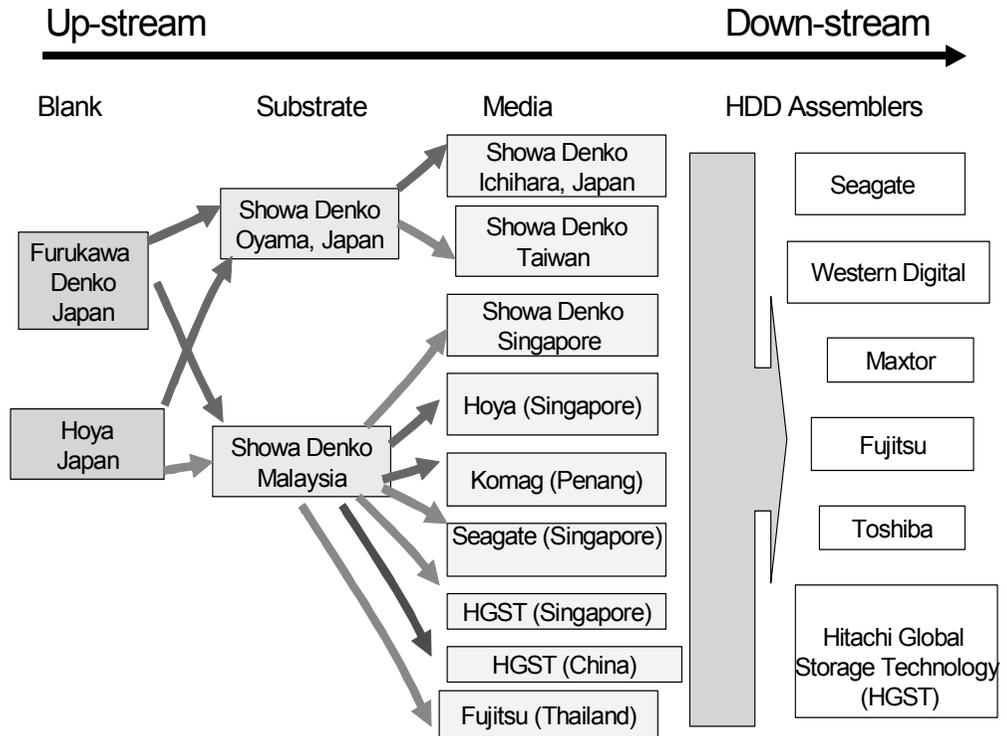 Up-stream
Down-stream
Blank
Substrate
Media
HDD Assemblers
Furukawa
Denko
Japan
Hoya
Japan
Showa Denko
Oyama, Japan
Showa Denko
Malaysia
Showa Denko
Ichihara, Japan
Showa Denko
Taiwan
Showa Denko
Singapore
Hoya (Singapore)
Komag (Penang)
Seagate (Singapore)
HGST (Singapore)
HGST (China)
Fujitsu (Thailand)
Seagate
Western Digital
Maxtor
Fujitsu
Toshiba
Hitachi Global
Storage Technology
(HGST)